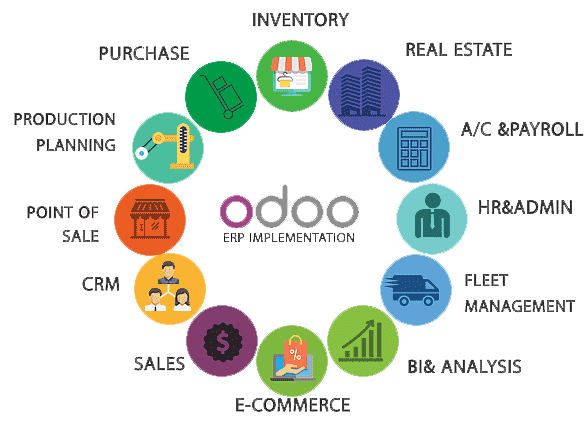 INVENTORY
REAL ESTATE
A/C &PAYROLL
HR&ADMIN
FLEET
MANAGEMENT
BI& ANALYSIS
E-COMMERCE
SALES
CRM
POINT OF
SALE
PRODUCTION
PLANNING
PURCHASE
odoo
ERP IMPLEMENTATION
$
%